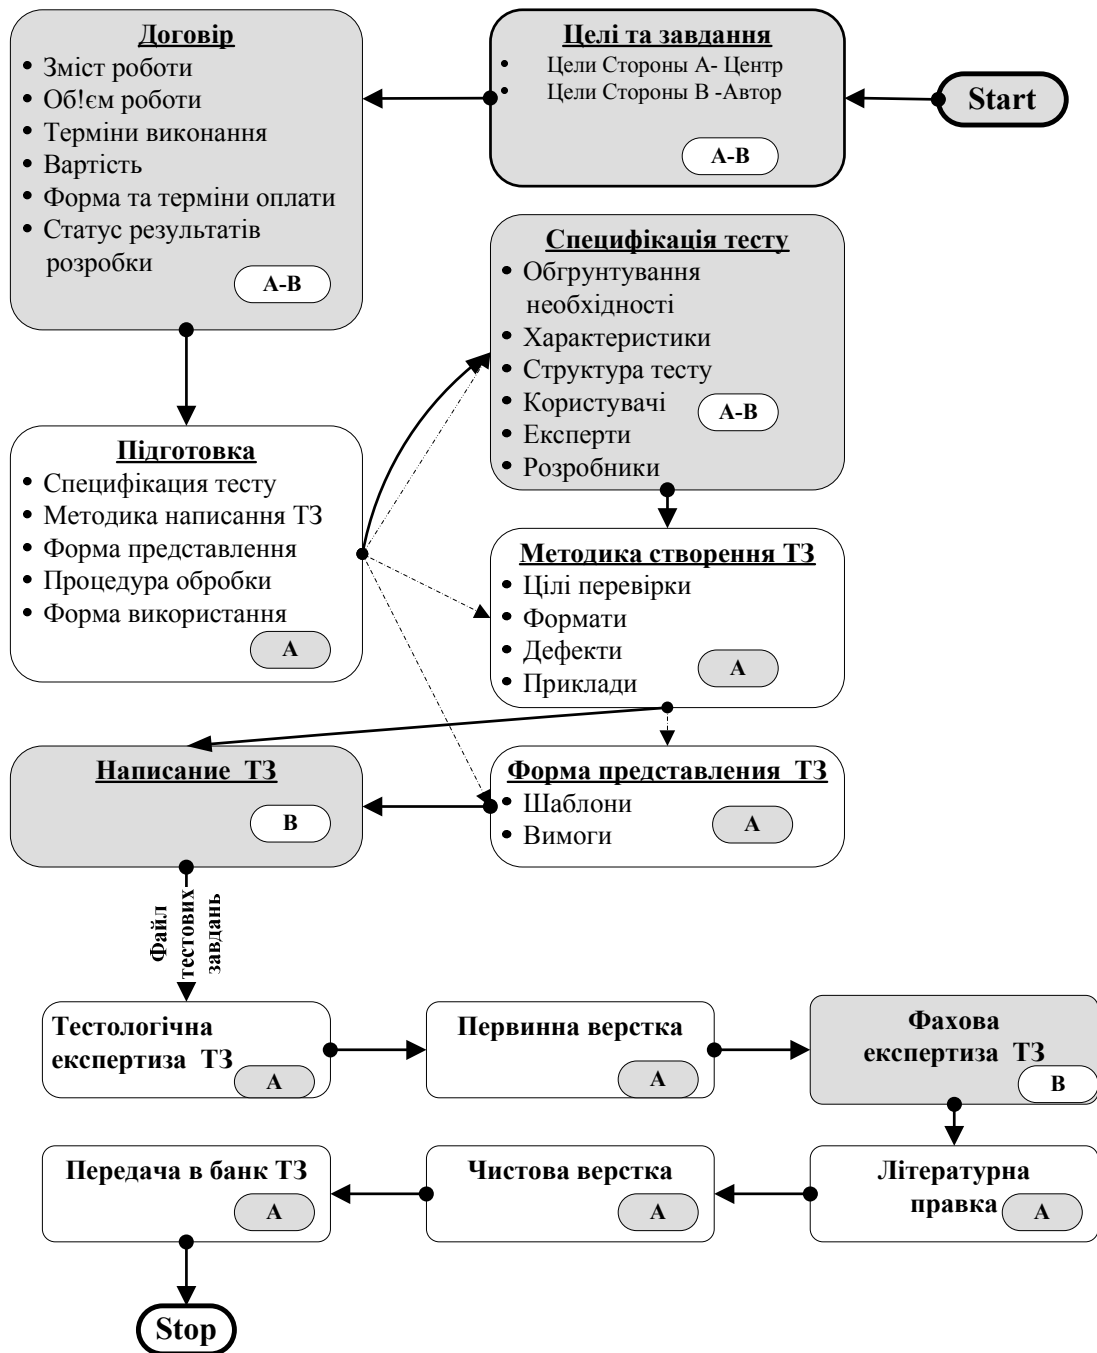 Договір
• Зміст роботи
• Об!єм роботи
• Терміни виконання
• Вартість
• Форма та терміни оплати
• Статус результатів
розробки
А-В
Целі та завдання
• Цели Стороны А- Центр
• Цели Стороны В -Автор
А-В
Start
Специфікація тесту
• Обгрунтування
необхідності
• Характеристики
• Структура тесту
• Користувачі
• Експерти
• Розробники
А-В
Підготовка
• Специфікация тесту
• Методика написання ТЗ
• Форма представлення
• Процедура обробки
• Форма використання
А
Методика створення ТЗ
• Цілі перевірки
• Формати
• Дефекти
• Приклади
А
Написание ТЗ
В
Форма представления ТЗ
• Шаблони
• Вимоги
А
Файл
тестових
завдань
Тестологічна
експертиза ТЗ
А
Первинна верстка
А
Фахова
експертиза ТЗ
В
Передача в банк ТЗ
А
Чистова верстка
А
Літературна
правка
А
Stop